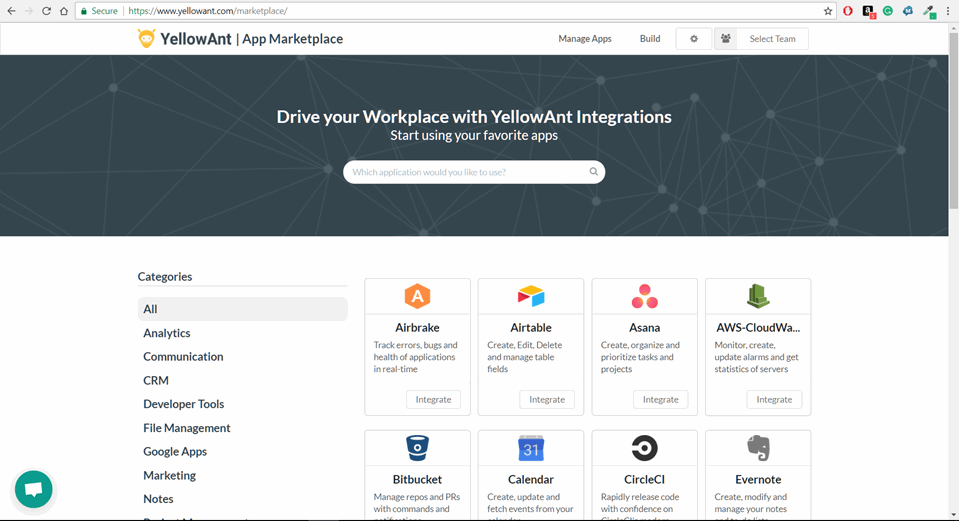 Secure https://www.yellowant.com/marketplace/
YellowAnt | App Marketplace
Manage Apps
Build
Select Team
Drive your Workplace with YellowAnt Integrations
Start using your favorite apps
Which application would you like to use?
Categories
All
Analytics
Communication
CRM
Developer Tools
File Management
Google Apps
Marketing
Notes
Airbrake
Track errors, bugs and
health of applications
in real-time
Integrate
Airtable
Create, Edit, Delete
and manage table
fields
Integrate
Asana
Create, organize and
prioritize tasks and
projects
Integrate
AWS-CloudWa...
Monitor, create,
update alarms and get
statistics of servers
Integrate
Bitbucket
Manage repos and PRs
with commands and
notifications
31
Calendar
Create, update and
fetch events from your
calendar
CircleCI
Rapidly release code
with confidence on
Evernote
Create, modify and
manage your notes